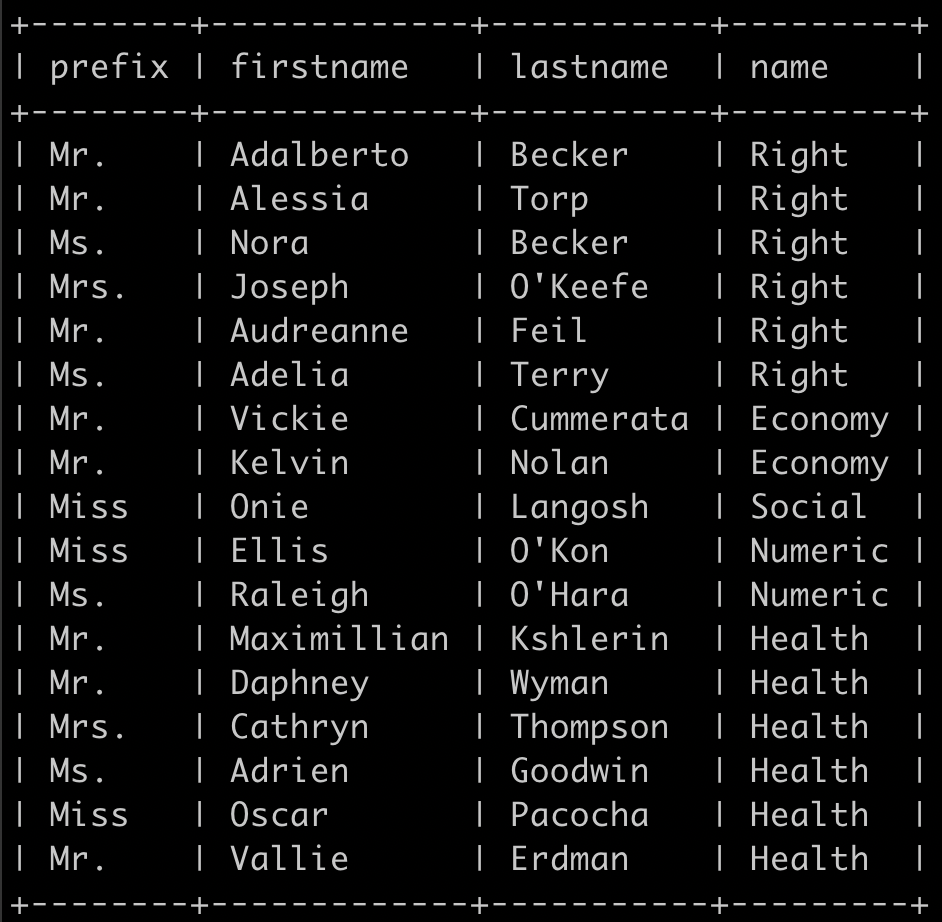 +--------+-------------+-----------+---------+
| prefix | firstname   | lastname  | name    |
+--------+-------------+-----------+---------+
| Mr.    | Adalberto   | Becker    | Right   |
| Mr.    | Alessia     | Torp      | Right   |
| Ms.    | Nora        | Becker    | Right   |
| Mrs.   | Joseph      | O'Keefe   | Right   |
| Mr.    | Audreanne   | Feil      | Right   |
| Ms.    | Adelia      | Terry     | Right   |
| Mr.    | Vickie      | Cummerata | Economy |
| Mr.    | Kelvin      | Nolan     | Economy |
| Miss   | Onie        | Langosh   | Social  |
| Miss   | Ellis       | O'Kon     | Numeric |
| Ms.    | Raleigh     | O'Hara    | Numeric |
| Mr.    | Maximillian | Kshlerin  | Health  |
| Mr.    | Daphney     | Wyman     | Health  |
| Mrs.   | Cathryn     | Thompson  | Health  |
| Ms.    | Adrien      | Goodwin   | Health  |
| Miss   | Oscar       | Pacocha   | Health  |
| Mr.    | Vallie      | Erdman    | Health  |
+--------+-------------+-----------+---------+